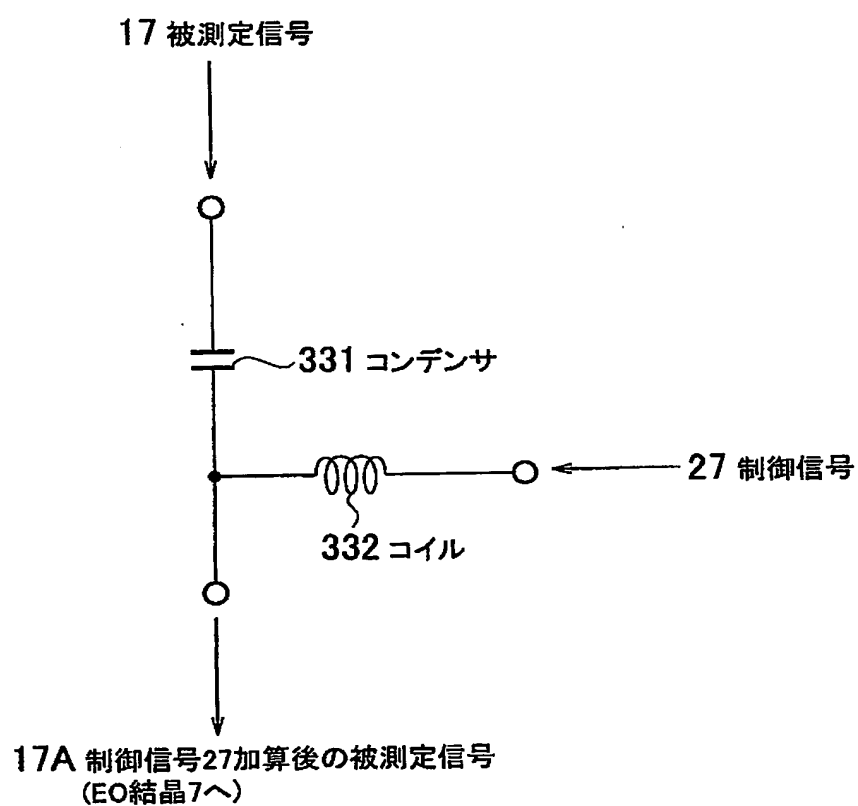 17 被測定信号
331 コンデンサ
27 制御信号
332 コイル
17A 制御信号27加算後の被測定信号
(EO結晶7へ)